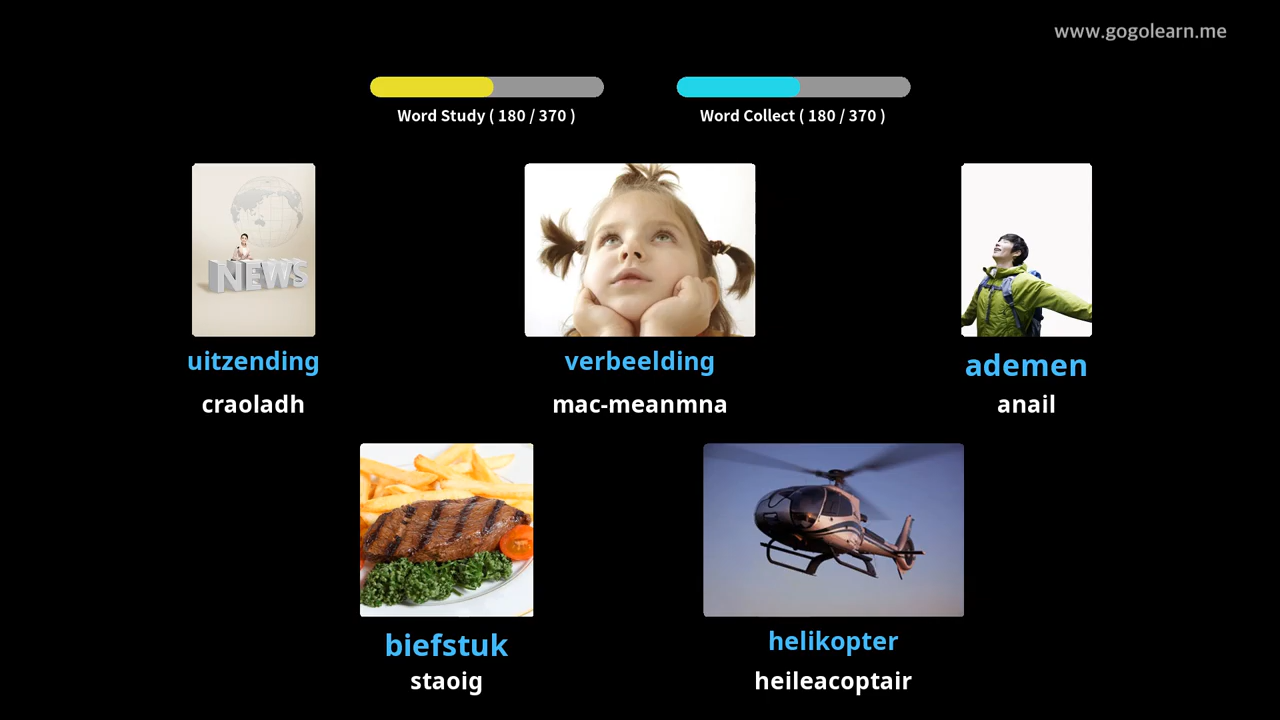 www.gogolearn.me
Word Study ( 180 / 370 )
Word Collect ( 180 / 370 )
NEWS
uitzending
craoladh
verbeelding
mac-meanmna
ademen
anail
biefstuk
staoig
helikopter
heileacoptair